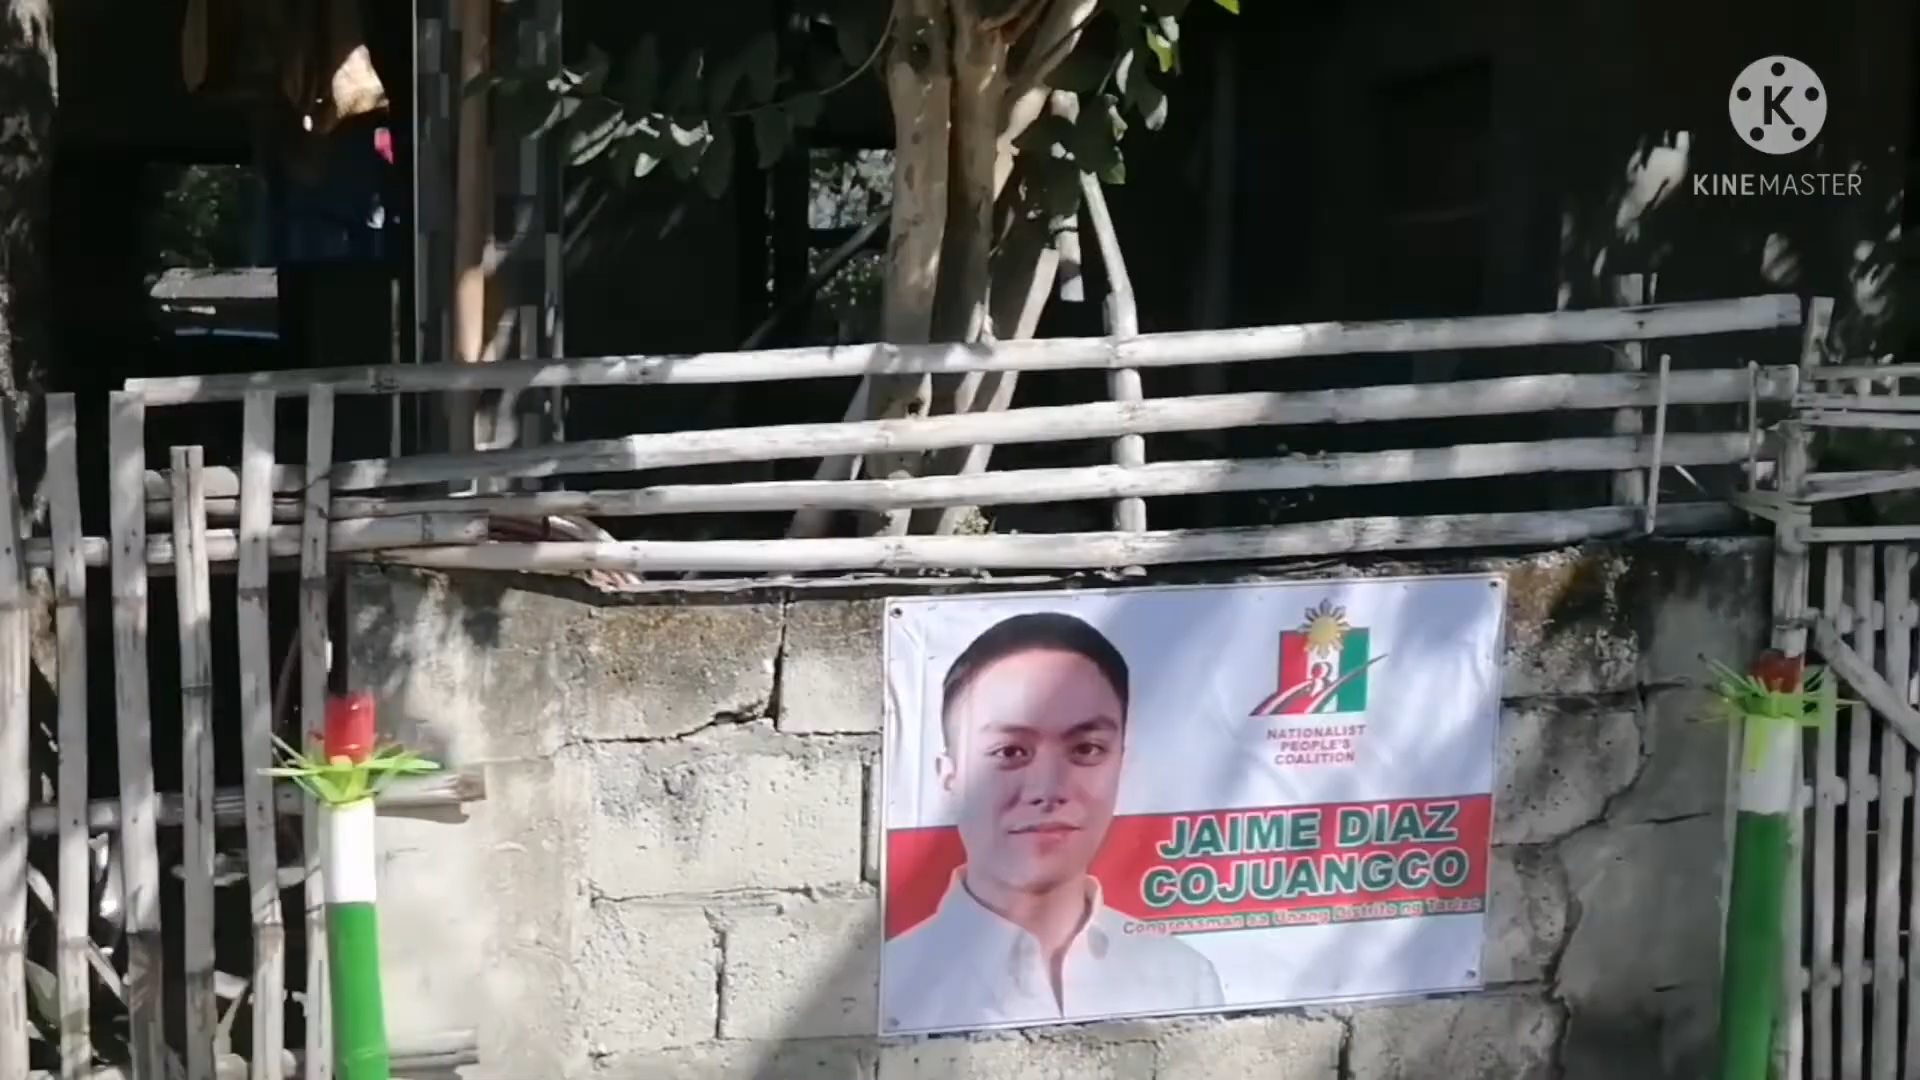 K
KINEMASTER
NATIONALIST
PEOPLE'S
COALITION
JAIME DIAZ
COJUANGCO
Congressman sa Unang Distrito ng Tarlac